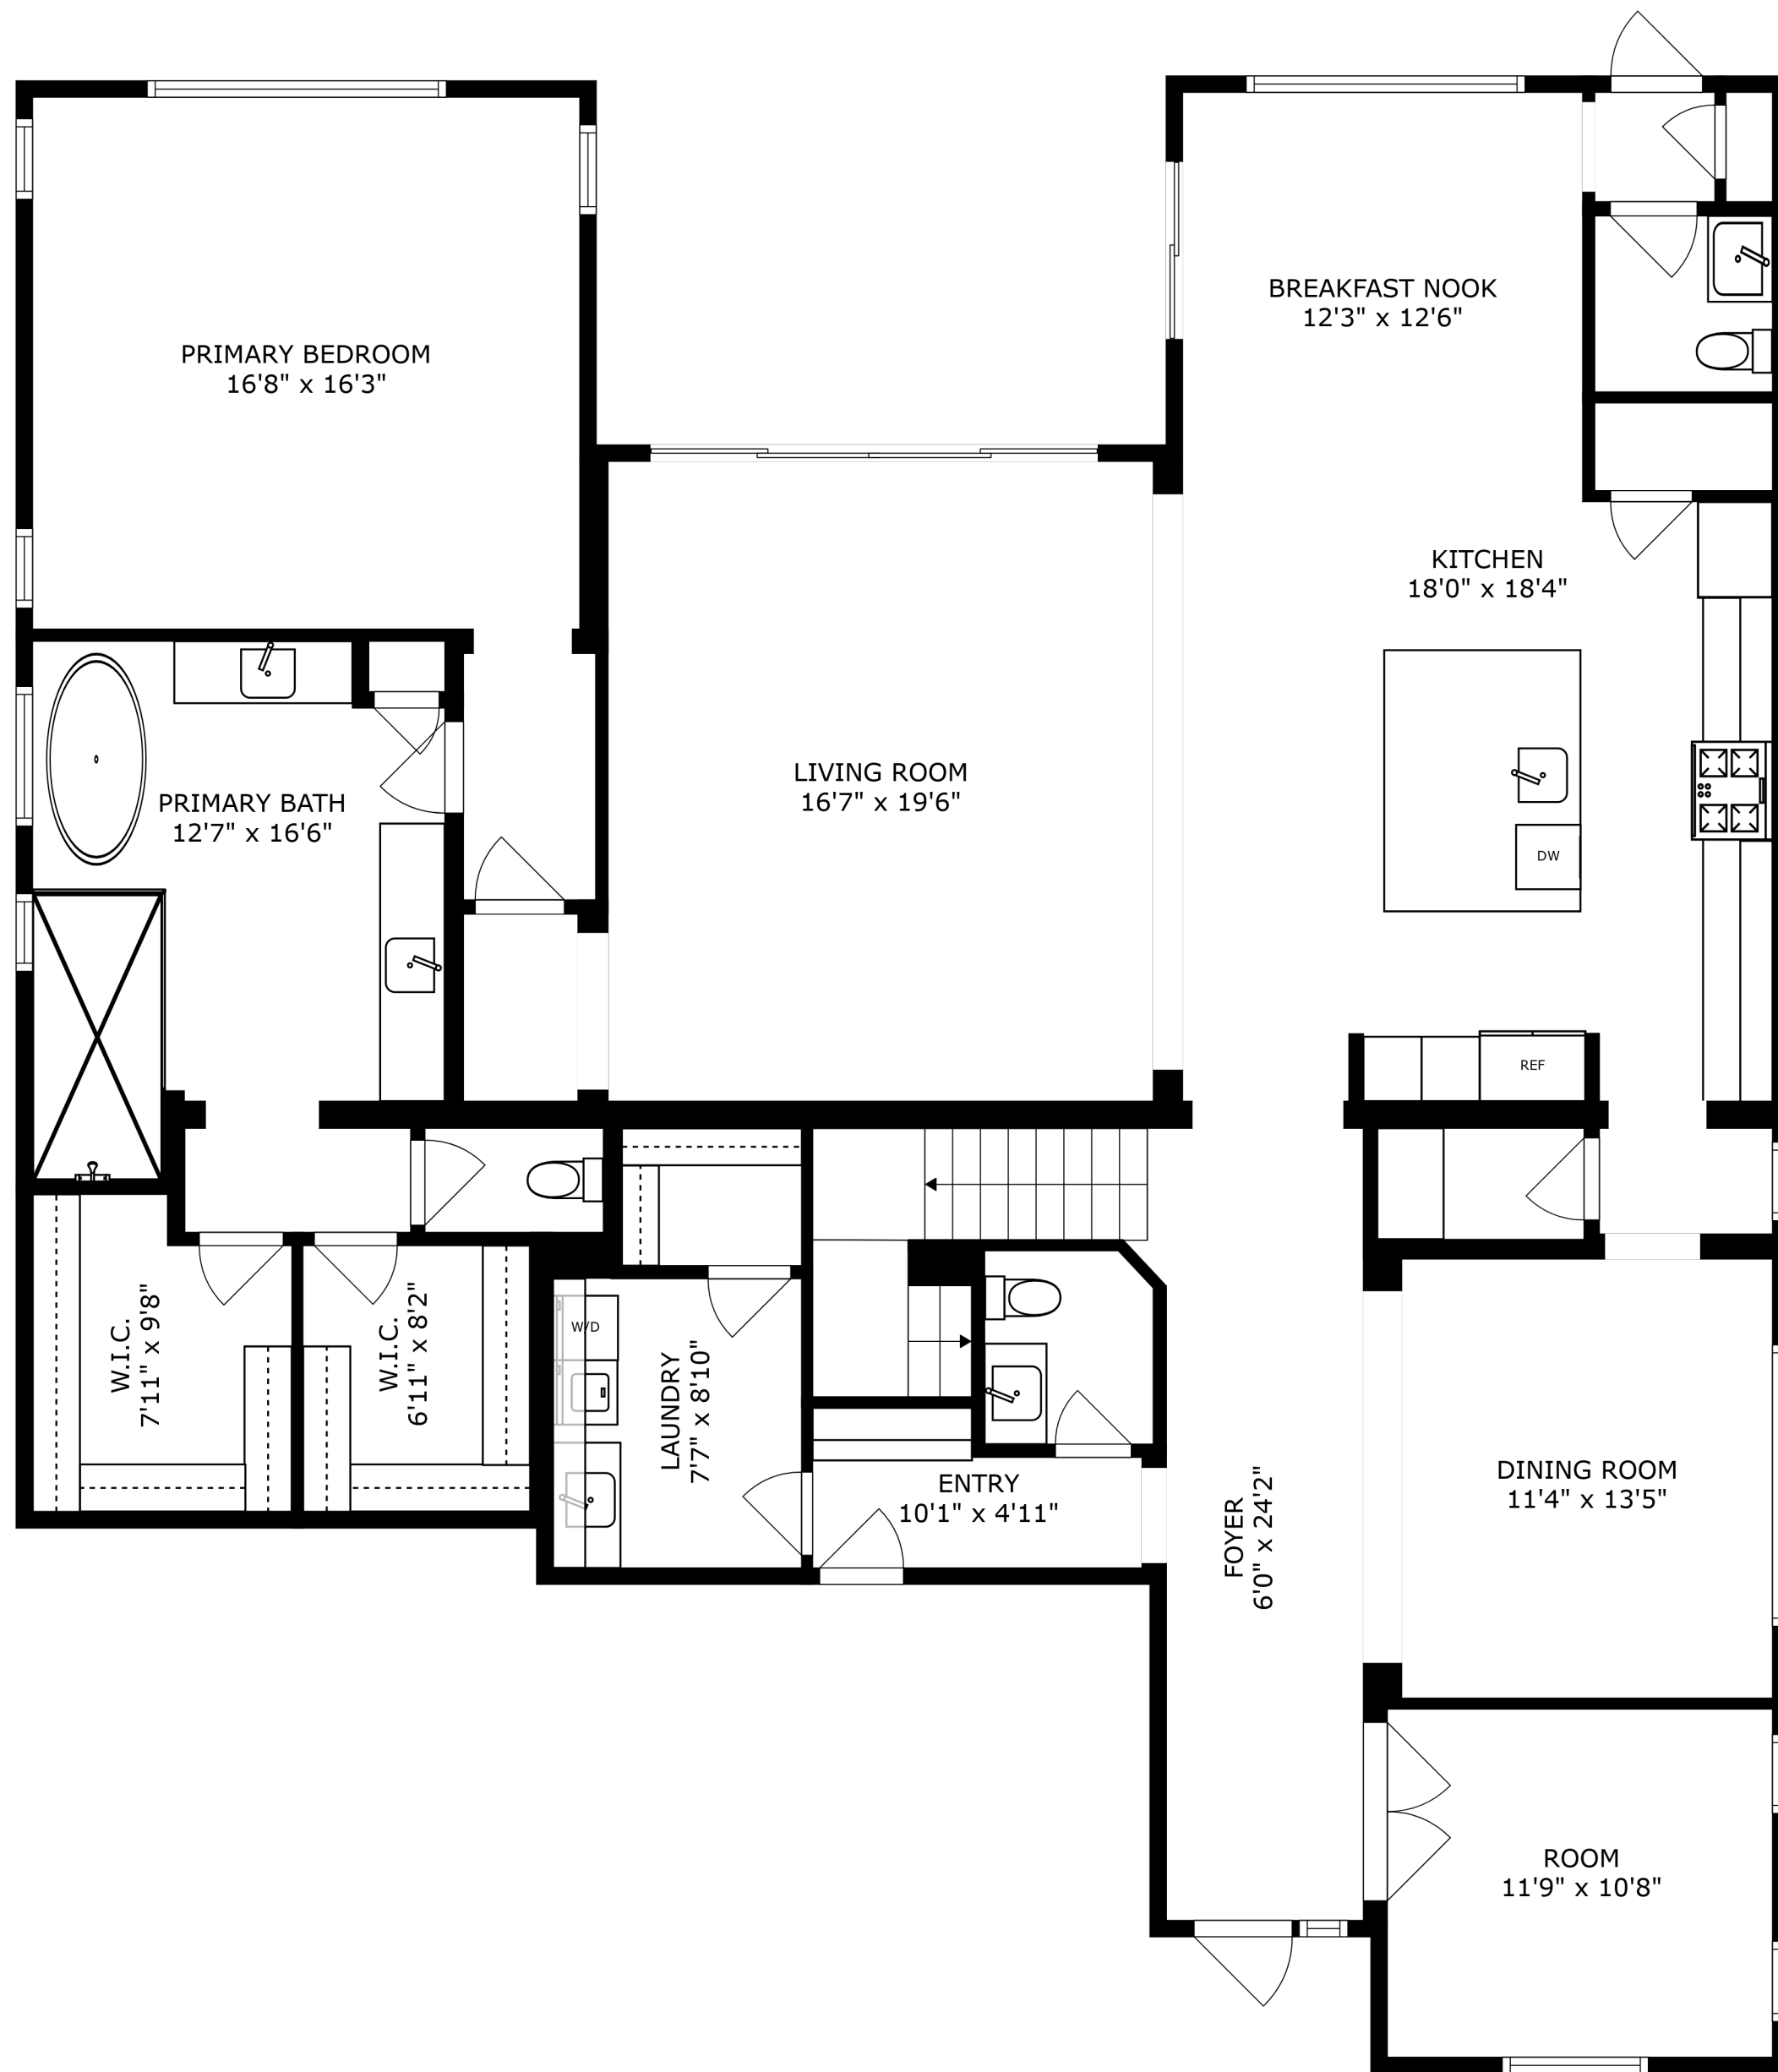 BREAKFAST NOOK
12'3" x 12'6"
PRIMARY BEDROOM
16'8" x 16'3"
KITCHEN
18'0" x 18'4"
LIVING ROOM
16'7" x 19'6"
PRIMARY BATH
12'7" x 16'6"
DW
REF
W.I.C.
7'11" x 9'8"
W.I.C.
6'11" x 8'2"
W/D
LAUNDRY
7'7" x 8'10"
ENTRY
10'1" x 4'11"
FOYER
6'0" x 24'2"
DINING ROOM
11'4" x 13'5"
ROOM
11'9" x 10'8"